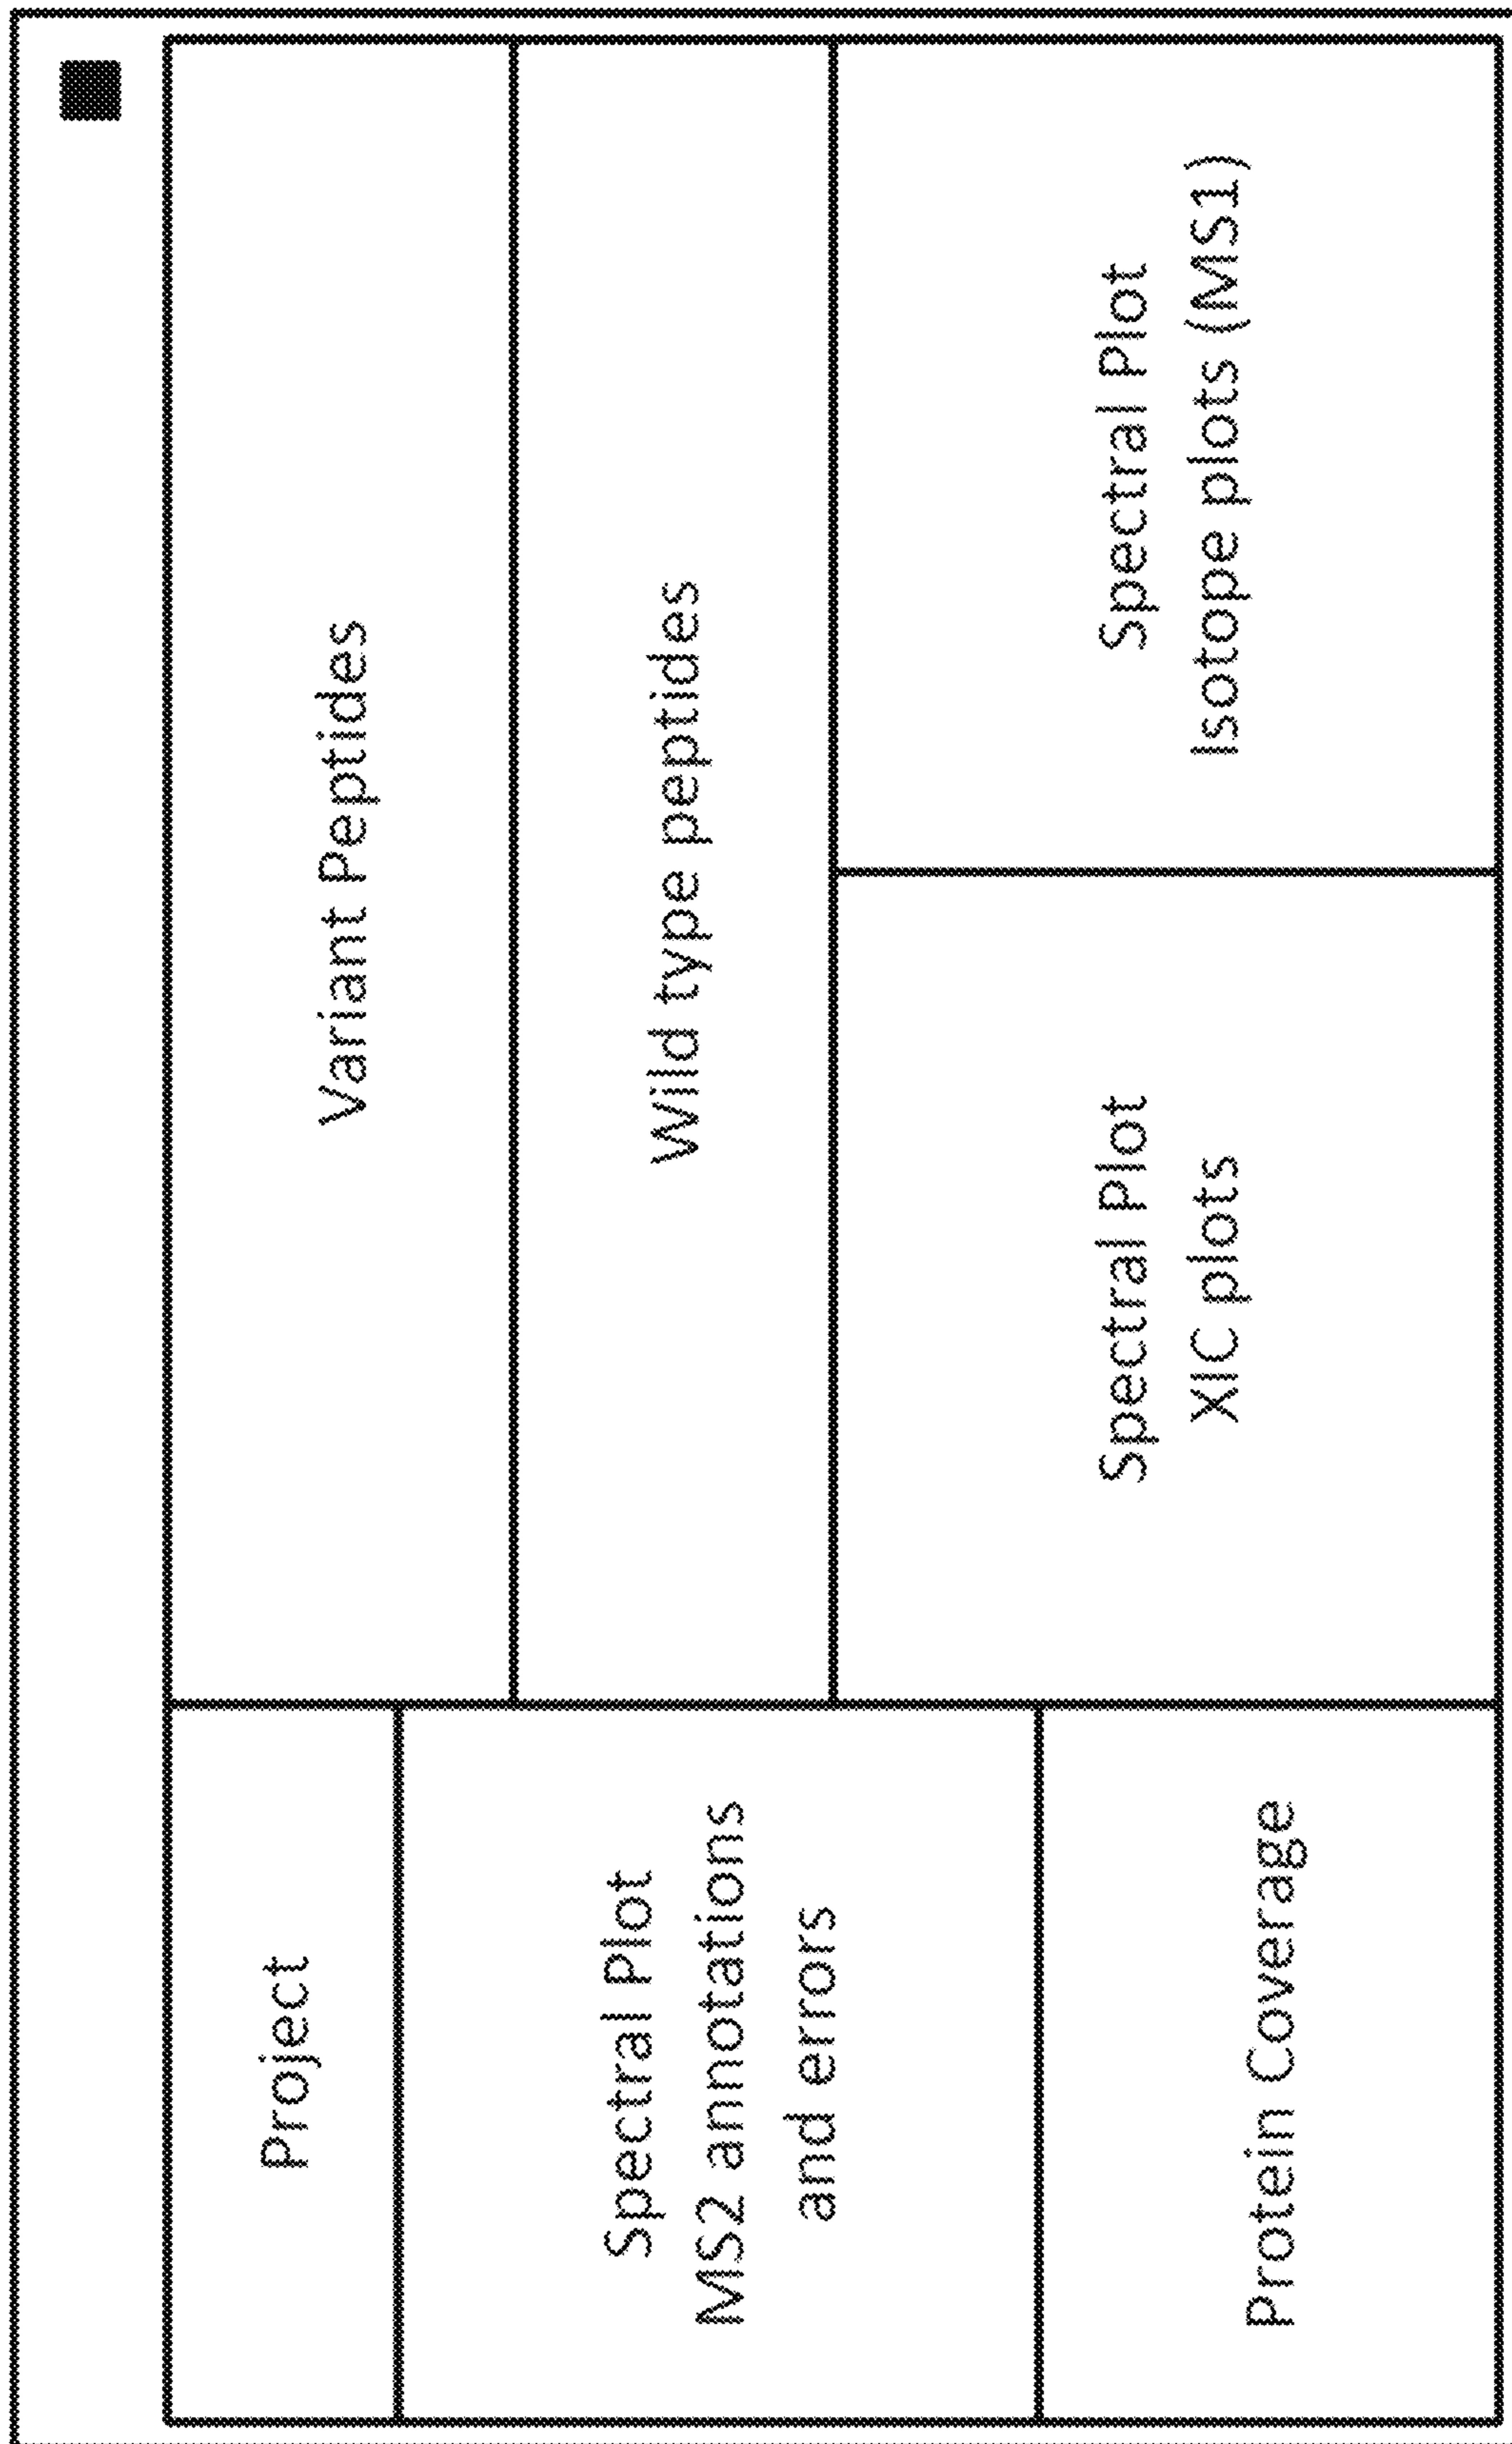 Project
Spectral Plot
MS2 annotations
and errors
Protein Coverage
Variant Peptides
Wild type peptides
Spectral Plot
XIC plots
Spectral Plot
Isotope plots (MS1)